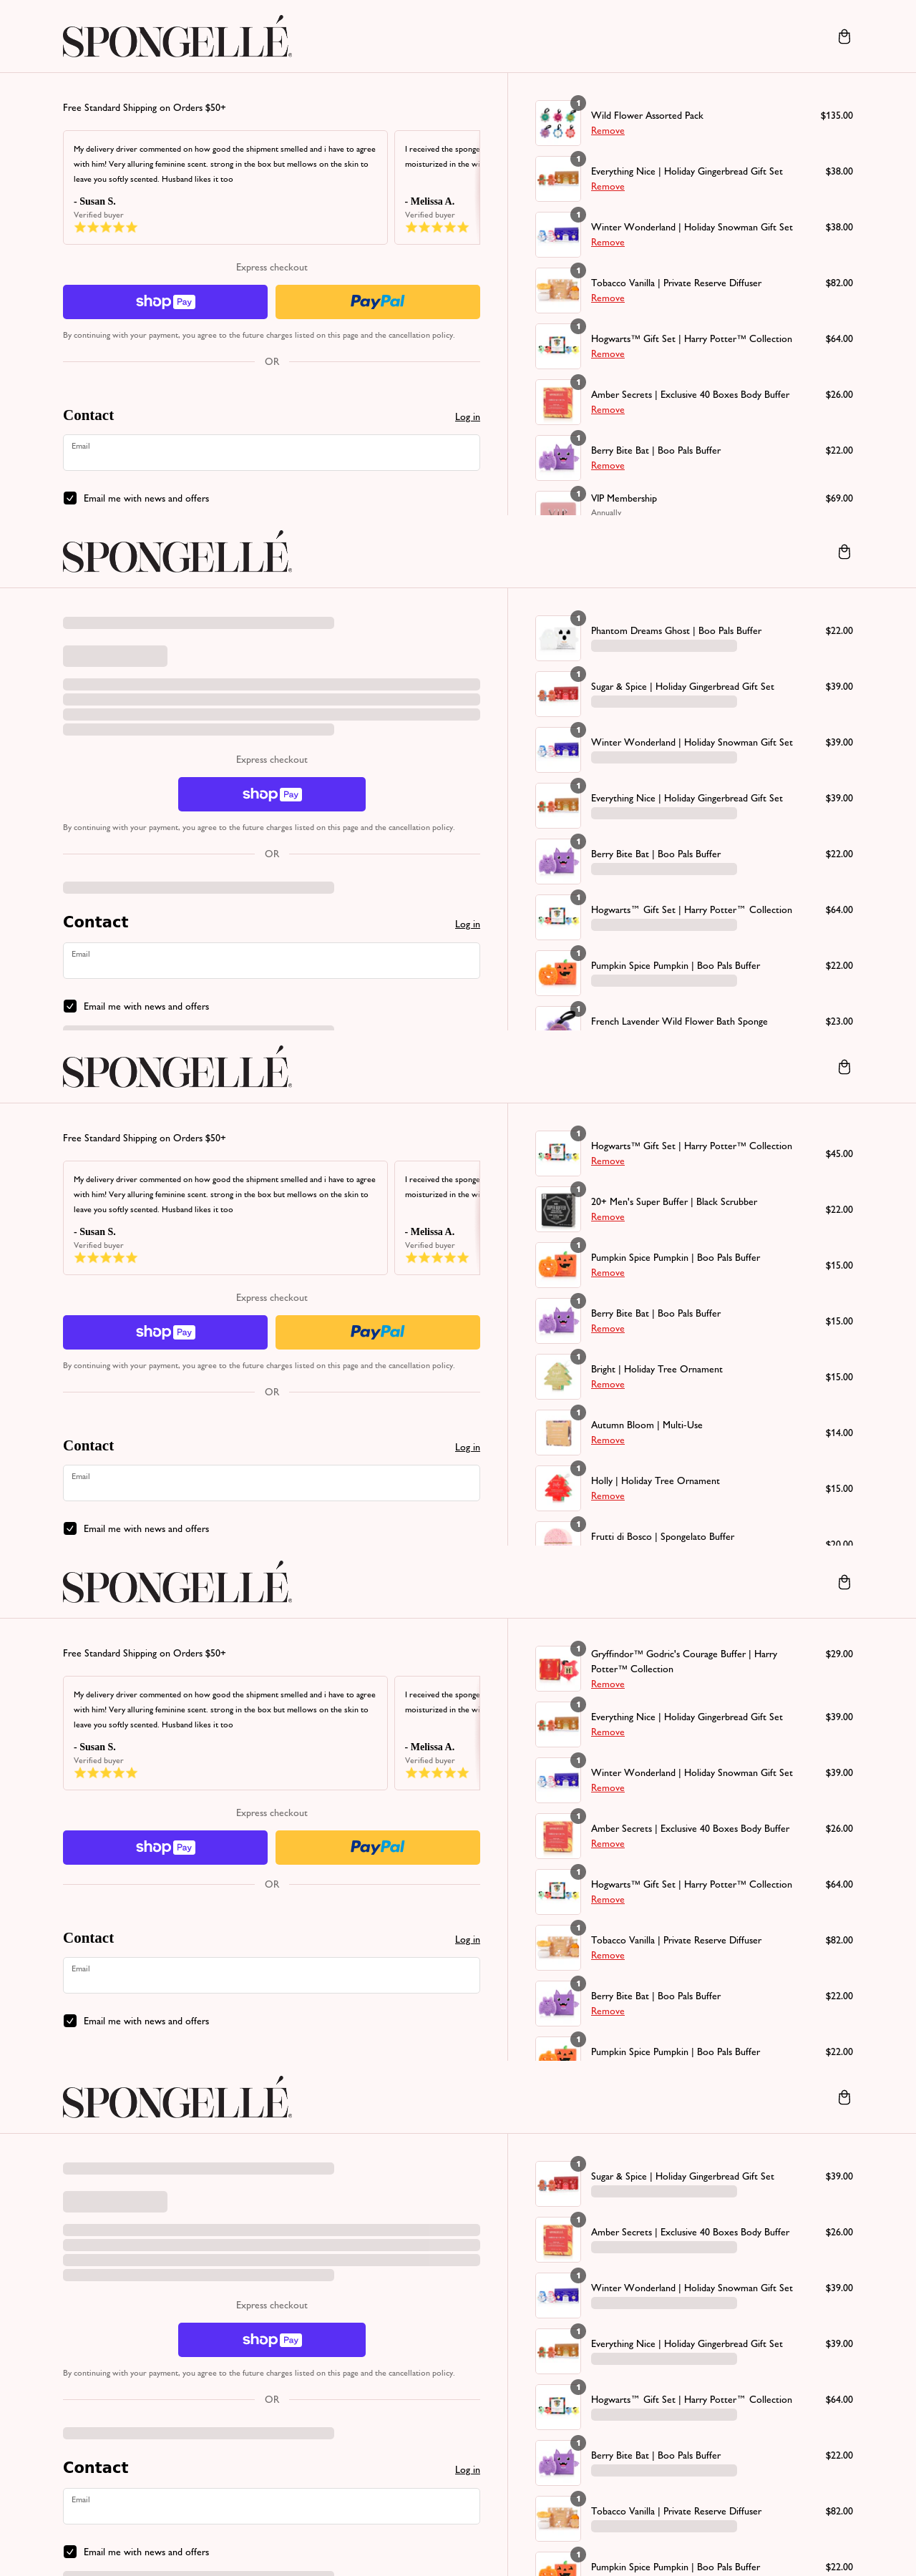 SPONGELLÉ
Free Standard Shipping on Orders $50+
My delivery driver commented on how good the shipment smelled and i have to agree
with him! Very alluring feminine scent. strong in the box but mellows on the skin to
leave you softly scented. Husband likes it too
- Susan S.
Verified buyer
I received the sponge
moisturized in the wi
- Melissa A.
Verified buyer
Express checkout
shop Pay
PayPal
By continuing with your payment, you agree to the future charges listed on this page and the cancellation policy.
OR
Contact
Log in
Email
Email me with news and offers
1
Wild Flower Assorted Pack
$135.00
Remove
1
Everything Nice | Holiday Gingerbread Gift Set
$38.00
Remove
1
Winter Wonderland | Holiday Snowman Gift Set
$38.00
Remove
1
Tobacco Vanilla | Private Reserve Diffuser
$82.00
Remove
1
Hogwarts™ Gift Set | Harry Potter™ Collection
$64.00
Remove
1
Amber Secrets | Exclusive 40 Boxes Body Buffer
$26.00
Remove
1
Berry Bite Bat | Boo Pals Buffer
$22.00
Remove
1
VIP Membership
$69.00
Annually
SPONGELLÉ
Express checkout
shop Pay
By continuing with your payment, you agree to the future charges listed on this page and the cancellation policy.
OR
Contact
Log in
Email
Email me with news and offers
1
Phantom Dreams Ghost | Boo Pals Buffer
$22.00
1
Sugar & Spice | Holiday Gingerbread Gift Set
$39.00
1
Winter Wonderland | Holiday Snowman Gift Set
$39.00
1
Everything Nice | Holiday Gingerbread Gift Set
$39.00
1
Berry Bite Bat | Boo Pals Buffer
$22.00
1
Hogwarts™ Gift Set | Harry Potter™ Collection
$64.00
1
Pumpkin Spice Pumpkin | Boo Pals Buffer
$22.00
1
French Lavender Wild Flower Bath Sponge
$23.00
SPONGELLÉ
Free Standard Shipping on Orders $50+
My delivery driver commented on how good the shipment smelled and i have to agree
with him! Very alluring feminine scent. strong in the box but mellows on the skin to
leave you softly scented. Husband likes it too
- Susan S.
Verified buyer
I received the sponge
moisturized in the wi
- Melissa A.
Verified buyer
Express checkout
shop Pay
PayPal
By continuing with your payment, you agree to the future charges listed on this page and the cancellation policy.
OR
Contact
Log in
Email
Email me with news and offers
1
Hogwarts™ Gift Set | Harry Potter™ Collection
$45.00
Remove
1
20+ Men's Super Buffer | Black Scrubber
$22.00
Remove
1
Pumpkin Spice Pumpkin | Boo Pals Buffer
$15.00
Remove
1
Berry Bite Bat | Boo Pals Buffer
$15.00
Remove
1
Bright | Holiday Tree Ornament
$15.00
Remove
1
Autumn Bloom | Multi-Use
$14.00
Remove
1
Holly | Holiday Tree Ornament
$15.00
Remove
1
Frutti di Bosco | Spongelato Buffer
$20.00
SPONGELLÉ
Free Standard Shipping on Orders $50+
My delivery driver commented on how good the shipment smelled and i have to agree
with him! Very alluring feminine scent. strong in the box but mellows on the skin to
leave you softly scented. Husband likes it too
- Susan S.
Verified buyer
I received the sponge
moisturized in the wi
- Melissa A.
Verified buyer
Express checkout
shop Pay
PayPal
OR
Contact
Log in
Email
Email me with news and offers
1
Gryffindor™ Godric's Courage Buffer | Harry
Potter™ Collection
$29.00
Remove
1
Everything Nice | Holiday Gingerbread Gift Set
$39.00
Remove
1
Winter Wonderland | Holiday Snowman Gift Set
$39.00
Remove
1
Amber Secrets | Exclusive 40 Boxes Body Buffer
$26.00
Remove
1
Hogwarts™ Gift Set | Harry Potter™ Collection
$64.00
Remove
1
Tobacco Vanilla | Private Reserve Diffuser
$82.00
Remove
1
Berry Bite Bat | Boo Pals Buffer
$22.00
Remove
1
Pumpkin Spice Pumpkin | Boo Pals Buffer
$22.00
SPONGELLÉ
Express checkout
shop Pay
By continuing with your payment, you agree to the future charges listed on this page and the cancellation policy.
OR
Contact
Log in
Email
Email me with news and offers
1
Sugar & Spice | Holiday Gingerbread Gift Set
$39.00
1
Amber Secrets | Exclusive 40 Boxes Body Buffer
$26.00
1
Winter Wonderland | Holiday Snowman Gift Set
$39.00
1
Everything Nice | Holiday Gingerbread Gift Set
$39.00
1
Hogwarts™ Gift Set | Harry Potter™ Collection
$64.00
1
Berry Bite Bat | Boo Pals Buffer
$22.00
1
Tobacco Vanilla | Private Reserve Diffuser
$82.00
1
Pumpkin Spice Pumpkin | Boo Pals Buffer
$22.00